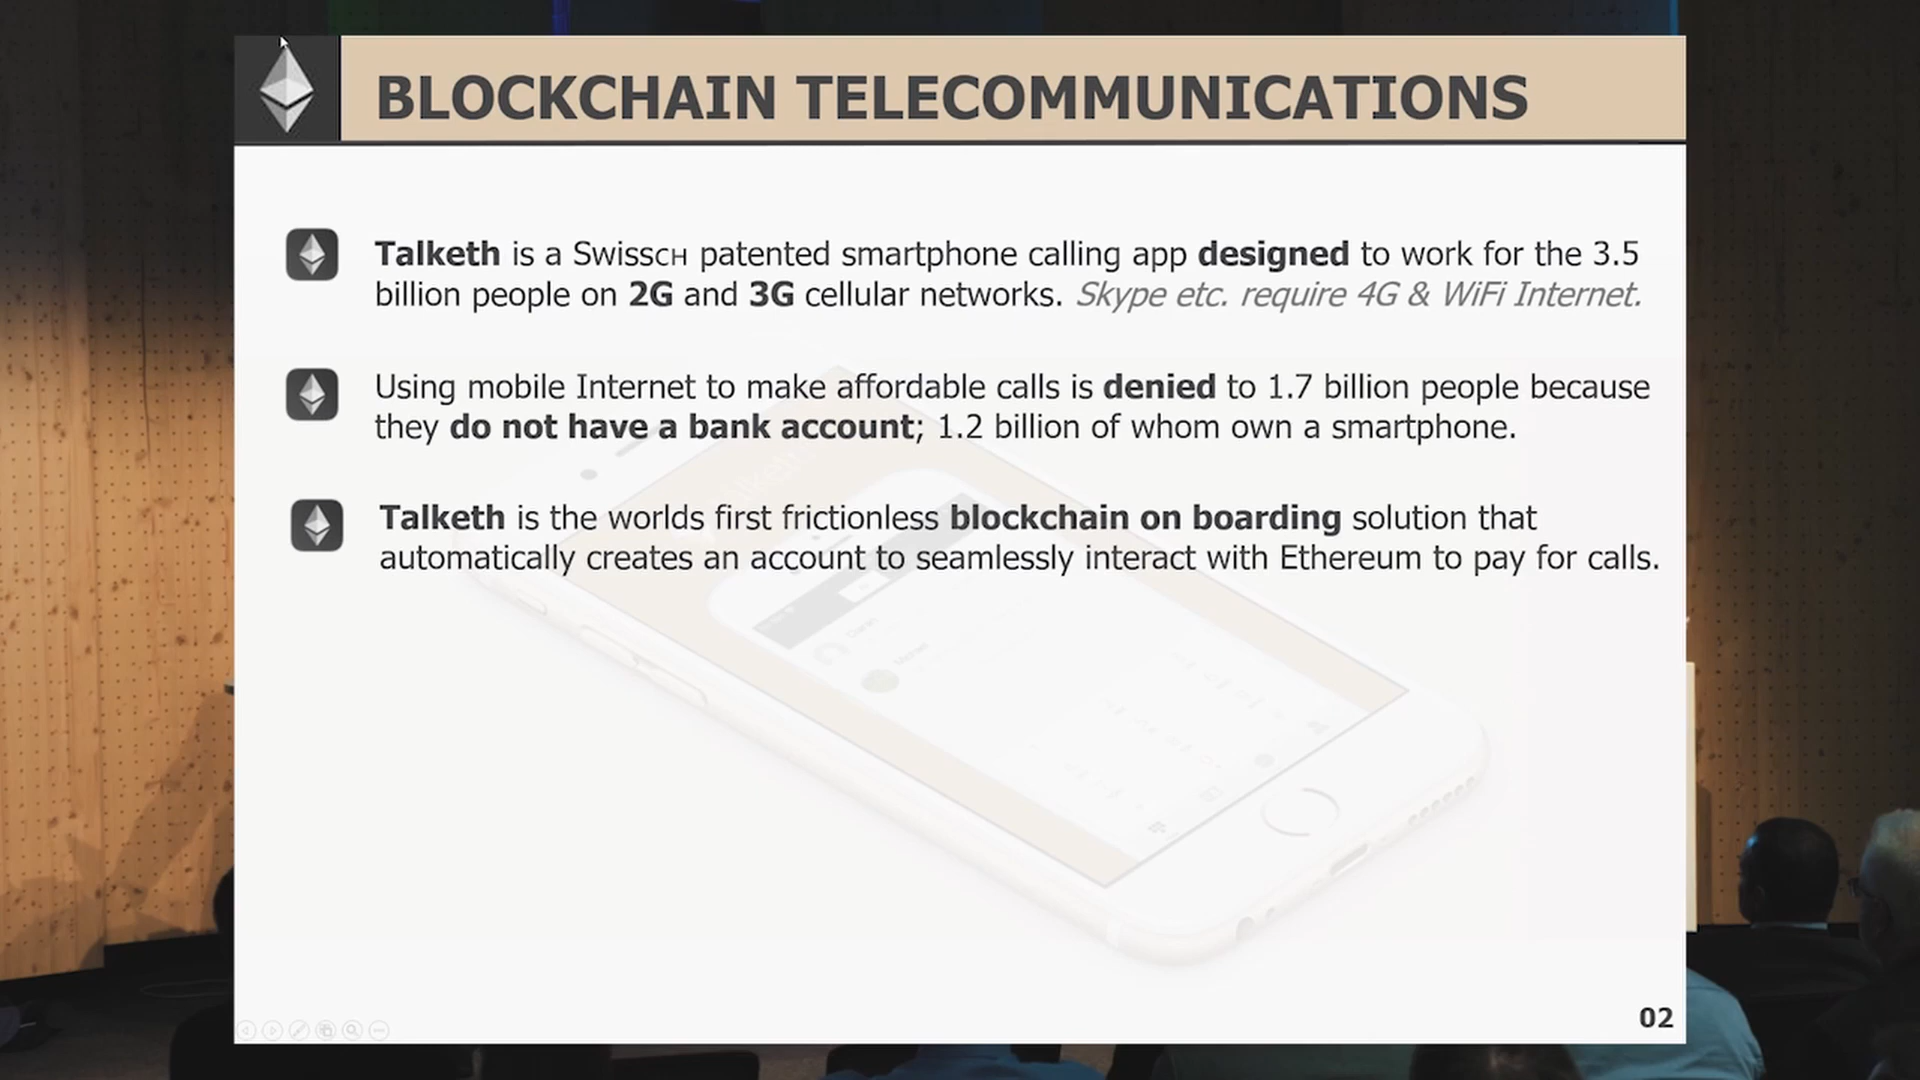 BLOCKCHAIN TELECOMMUNICATIONS
Talketh is a SwissCH patented smartphone calling app designed to work for the 3.5
billion people on 2G and 3G cellular networks. Skype etc. require 4G & WiFi Internet.
Using mobile Internet to make affordable calls is denied to 1.7 billion people because
they do not have a bank account; 1.2 billion of whom own a smartphone.
Talketh is the worlds first frictionless blockchain on boarding solution that
automatically creates an account to seamlessly interact with Ethereum to pay for calls.
02